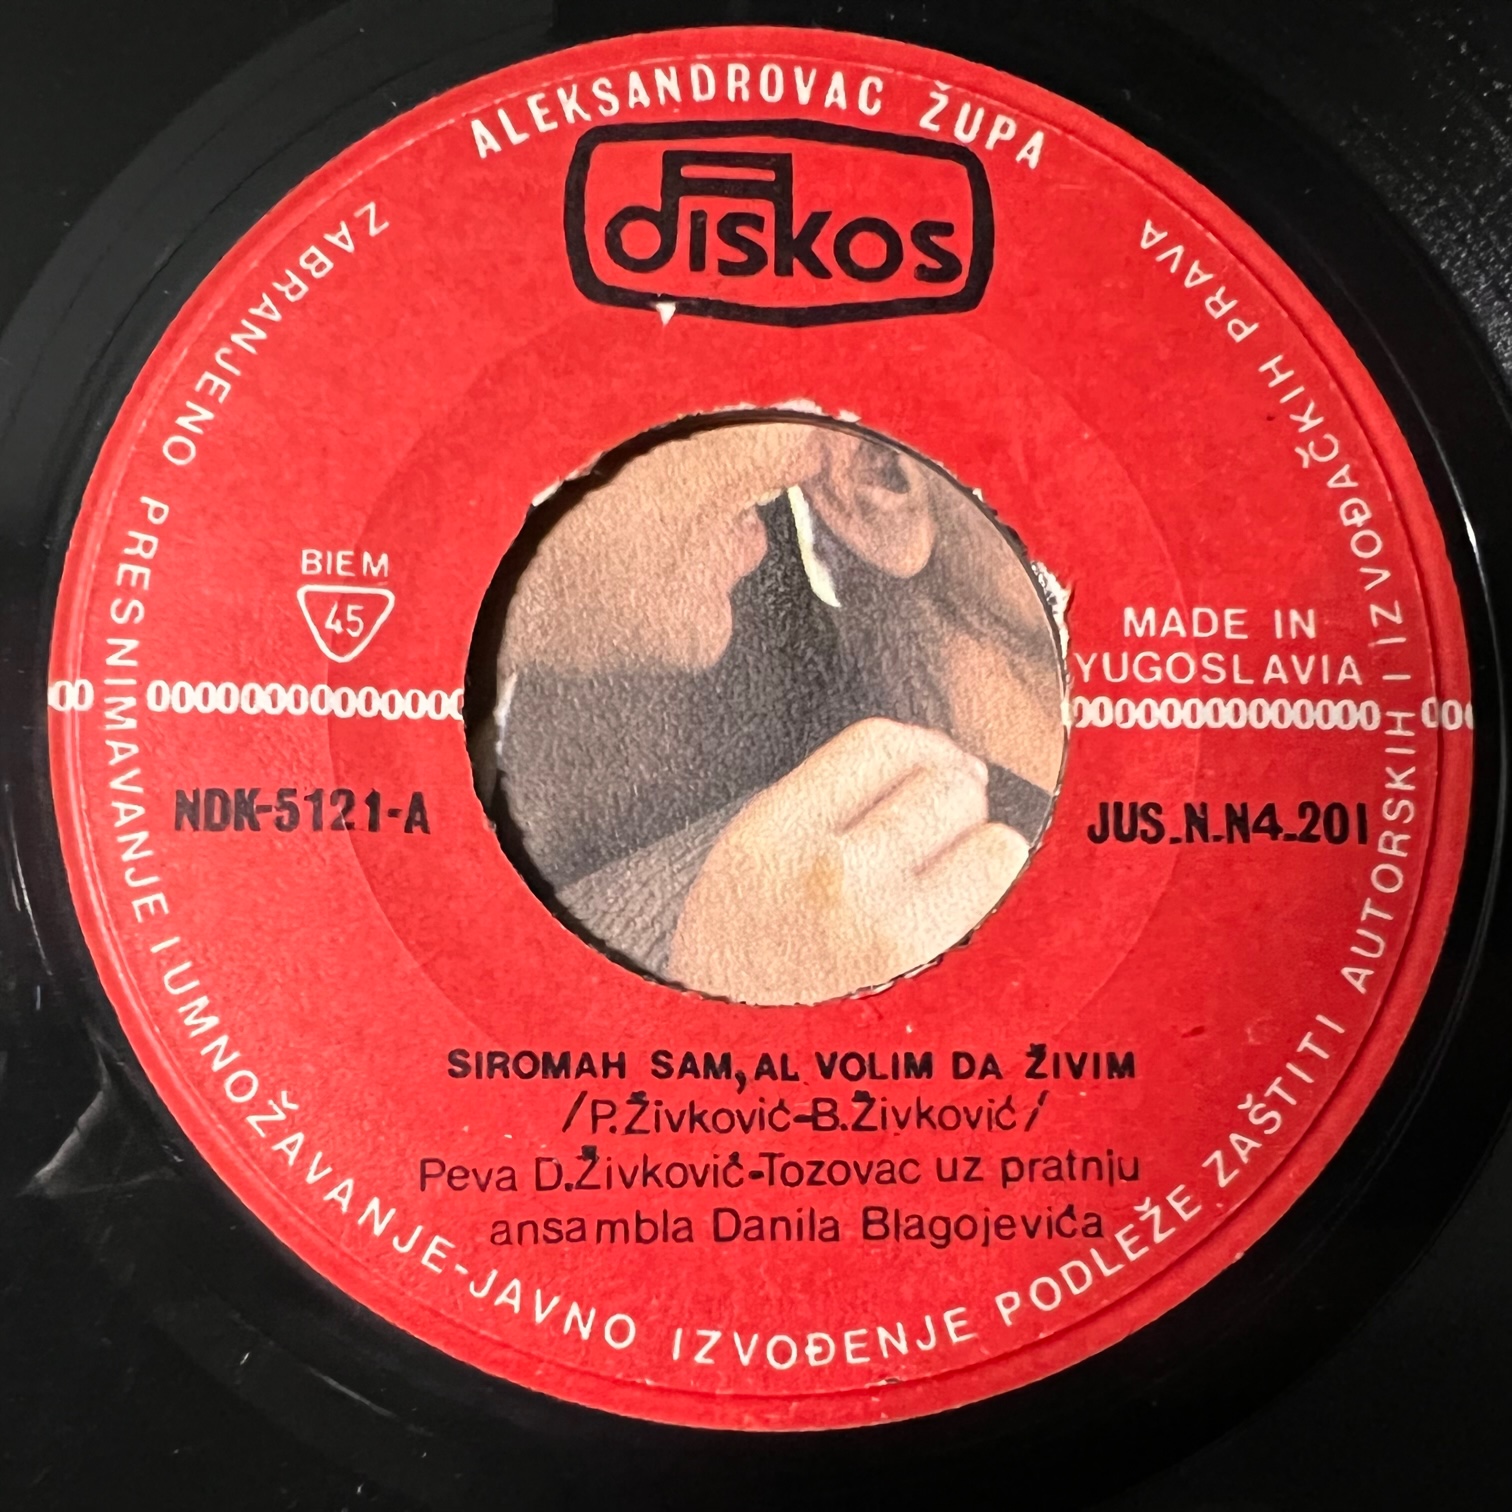 ALEKSANDROVAC ŽUPA
diskos
ZABRANJENO PRESNIMAVANJE I UMNOŽAVANJE-JAVNO IZVOĐENJE PODLEŽE ZAŠTITI AUTORSKIH I IZVOĐAČKIH PRAVA
BIEM
45
MADE IN
YUGOSLAVIA
NDK-5121-A
JUS.N.N4.201
SIROMAH SAM, AL VOLIM DA ŽIVIM
/P.Živković-B.Živković/
Peva D.Živković-Tozovac uz pratnju
ansambla Danila Blagojevića